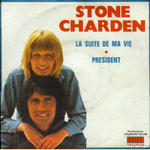 STONE
CHARDEN
LA SUITE DE MA VIE
PRESIDENT